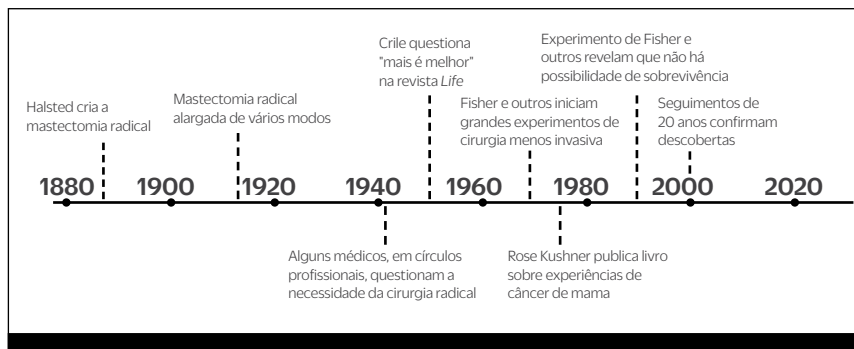 Halsted cria a
mastectomia radical
Mastectomia radical
alargada de vários modos
Crile questiona
"mais é melhor"
na revista Life
Fisher e outros iniciam
grandes experimentos de
cirurgia menos invasiva
Experimento de Fisher e
outros revelam que não há
possibilidade de sobrevivência
Seguimentos de
20 anos confirmam
descobertas
1880 1900 1920 1940 1960 1980 2000 2020
Alguns médicos, em círculos
profissionais, questionam a
necessidade da cirurgia radical
Rose Kushner publica livro
sobre experiências de
câncer de mama